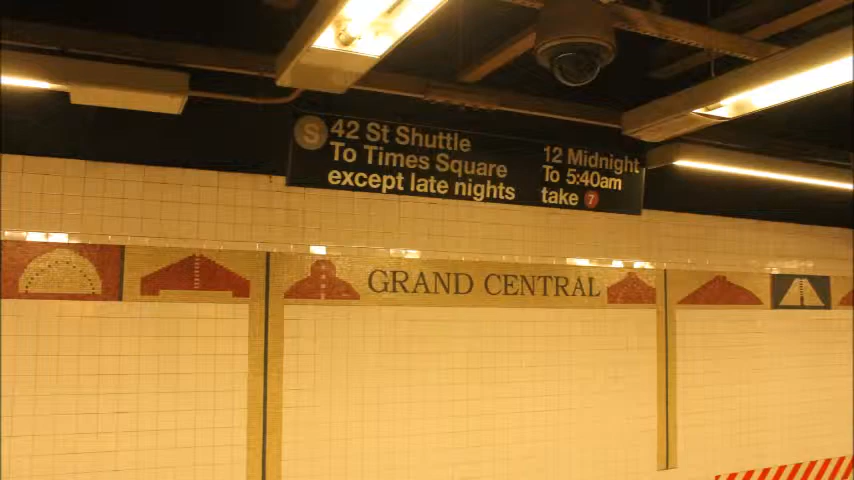 S
42 St Shuttle
To Times Square
except late nights
12 Midnight
To 5:40am
take 7
GRAND CENTRAL